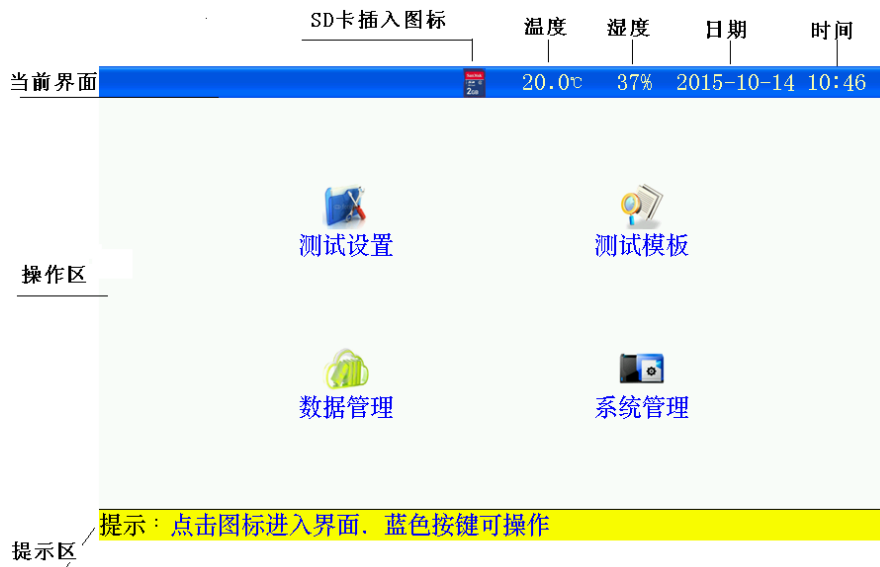 SD卡插入图标 温度 湿度 日期 时间
当前界面 2GB 20.0℃ 37% 2015-10-14 10:46
测试设置 测试模板
操作区
数据管理 系统管理
提示：点击图标进入界面. 蓝色按键可操作
提示区